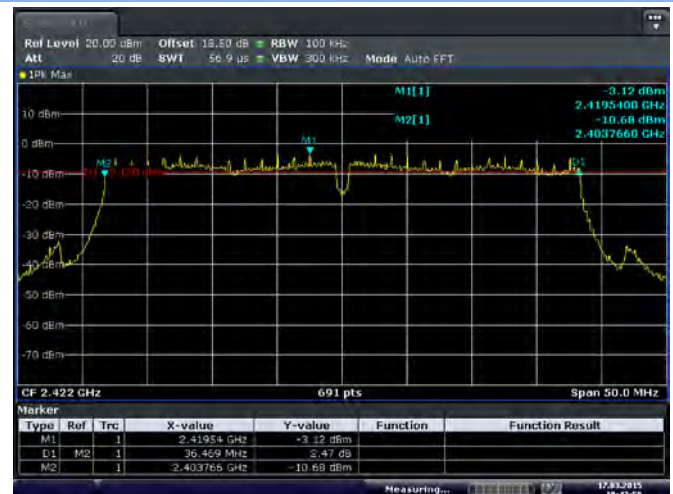 Ref Level 20.00 dBm Offset 18.50 dB RBW 100 kHz
Att 20 dB SWT 56.9 µs VBW 300 kHz Mode Auto FFT
1Pk Max
M1[1] -3.12 dBm
2.4195400 GHz
10 dBm M2[1] -10.68 dBm
2.4037660 GHz
0 dBm
M1
M2 D1
-10 dBm
-20 dBm
-30 dBm
-40 dBm
-50 dBm
-60 dBm
-70 dBm
CF 2.422 GHz 691 pts Span 50.0 MHz
Marker
Type Ref Trc X-value Y-value Function Function Result
M1 1 2.41954 GHz -3.12 dBm
D1 M2 1 36.469 MHz 2.47 dB
M2 1 2.403766 GHz -10.68 dBm
Measuring... 17.03.2015